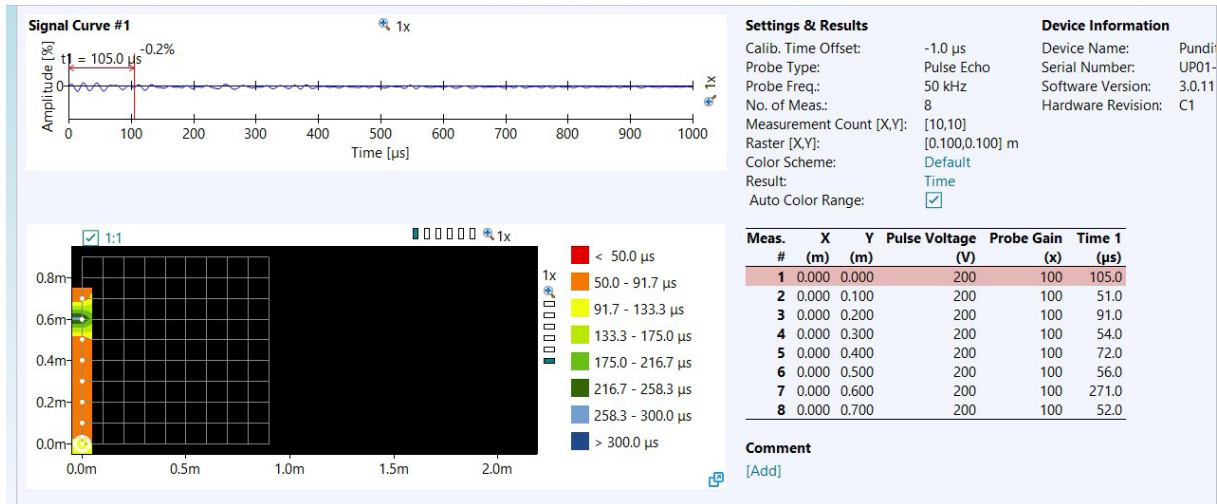 Signal Curve #1
1x
Amplitude [%]
t1 = 105.0 µs
-0.2%
0
1x
0 100 200 300 400 500 600 700 800 900 1000
Time [µs]
1:1
1x
0.8m
0.6m
0.4m
0.2m
0.0m
0.0m 0.5m 1.0m 1.5m 2.0m
1x
< 50.0 µs
50.0 - 91.7 µs
91.7 - 133.3 µs
133.3 - 175.0 µs
175.0 - 216.7 µs
216.7 - 258.3 µs
258.3 - 300.0 µs
> 300.0 µs
Settings & Results
Calib. Time Offset: -1.0 µs
Probe Type: Pulse Echo
Probe Freq.: 50 kHz
No. of Meas.: 8
Measurement Count [X,Y]: [10,10]
Raster [X,Y]: [0.100,0.100] m
Color Scheme: Default
Result: Time
Auto Color Range:
Device Information
Device Name: Pundit
Serial Number: UP01-
Software Version: 3.0.11
Hardware Revision: C1
Meas. X Y Pulse Voltage Probe Gain Time 1
# (m) (m) (V) (x) (µs)
1 0.000 0.000 200 100 105.0
2 0.000 0.100 200 100 51.0
3 0.000 0.200 200 100 91.0
4 0.000 0.300 200 100 54.0
5 0.000 0.400 200 100 72.0
6 0.000 0.500 200 100 56.0
7 0.000 0.600 200 100 271.0
8 0.000 0.700 200 100 52.0
Comment
[Add]